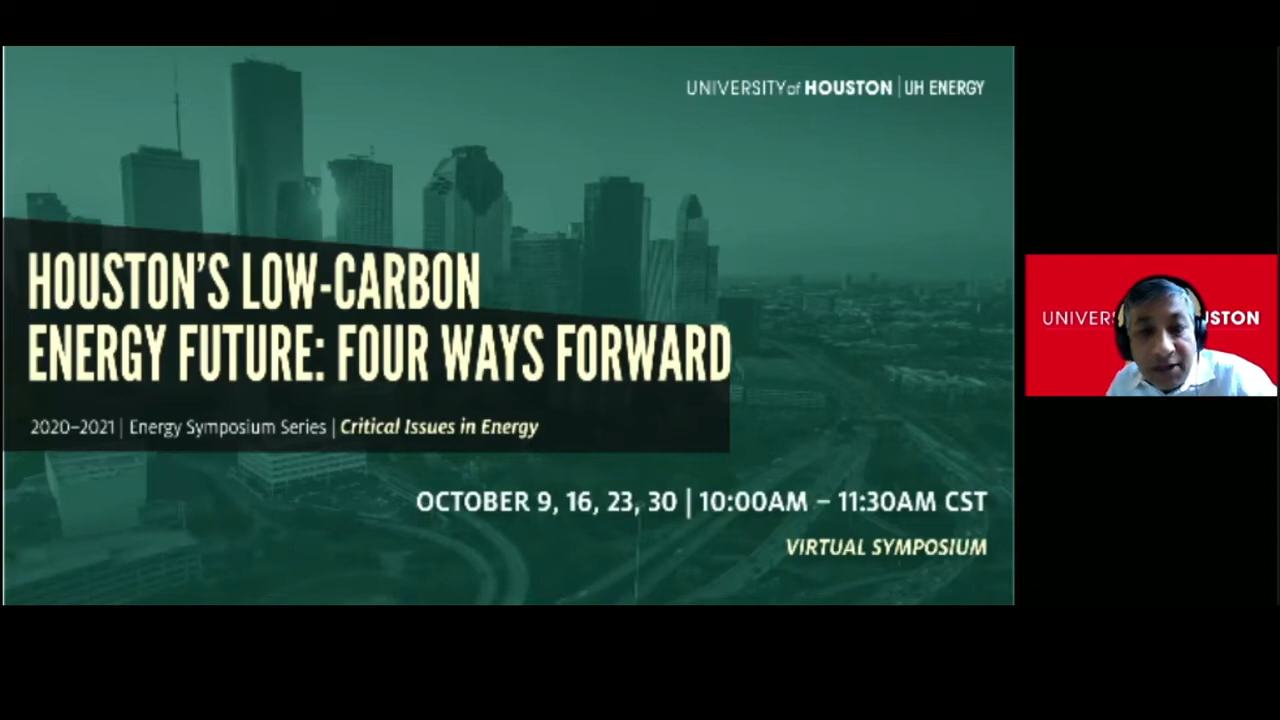 UNIVERSITY of HOUSTON | UH ENERGY
HOUSTON'S LOW-CARBON
ENERGY FUTURE: FOUR WAYS FORWARD
2020–2021 | Energy Symposium Series | Critical Issues in Energy
OCTOBER 9, 16, 23, 30 | 10:00AM – 11:30AM CST
VIRTUAL SYMPOSIUM